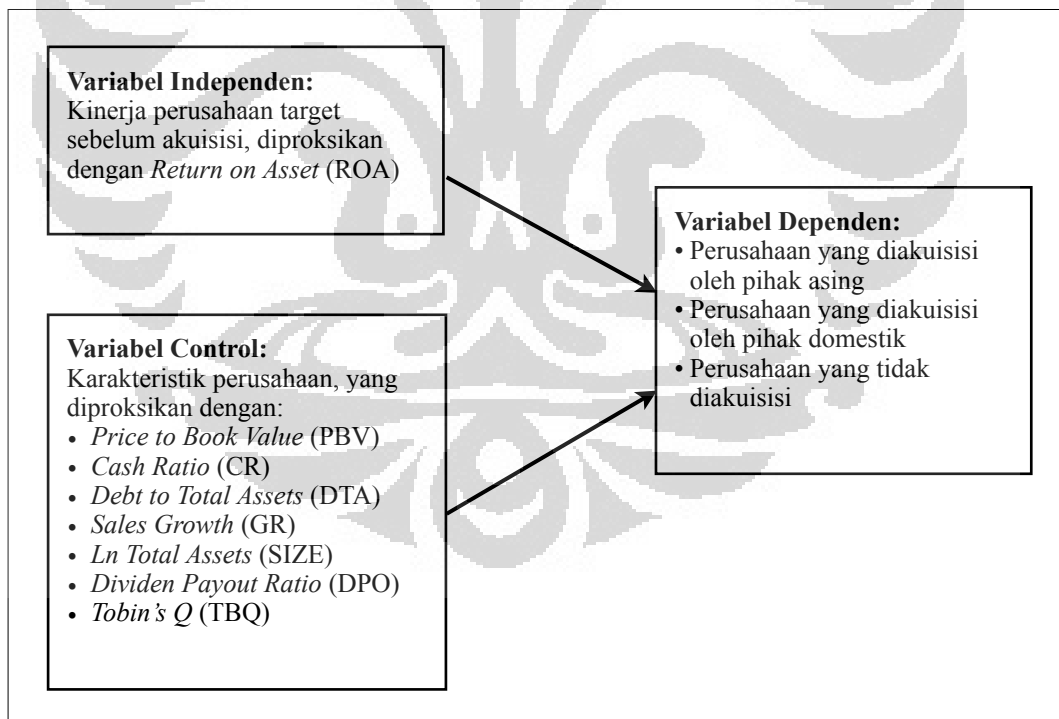 Variabel Independen:
Kinerja perusahaan target
sebelum akuisisi, diproksikan
dengan Return on Asset (ROA)
Variabel Control:
Karakteristik perusahaan, yang
diproksikan dengan:
• Price to Book Value (PBV)
• Cash Ratio (CR)
• Debt to Total Assets (DTA)
• Sales Growth (GR)
• Ln Total Assets (SIZE)
• Dividen Payout Ratio (DPO)
• Tobin's Q (TBQ)
Variabel Dependen:
• Perusahaan yang diakuisisi
oleh pihak asing
• Perusahaan yang diakuisisi
oleh pihak domestik
• Perusahaan yang tidak
diakuisisi